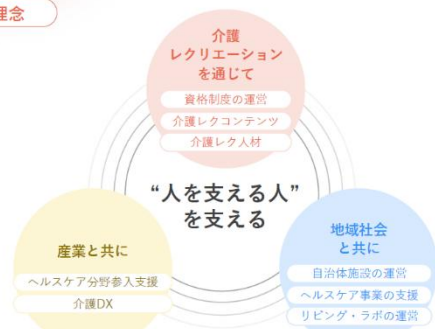 理念
介護
レクリエーション
を通じて
資格制度の運営
介護レクコンテンツ
介護レク人材
“人を支える人”
を支える
産業と共に
ヘルスケア分野参入支援
介護DX
地域社会
と共に
自治体施設の運営
ヘルスケア事業の支援
リビング・ラボの運営